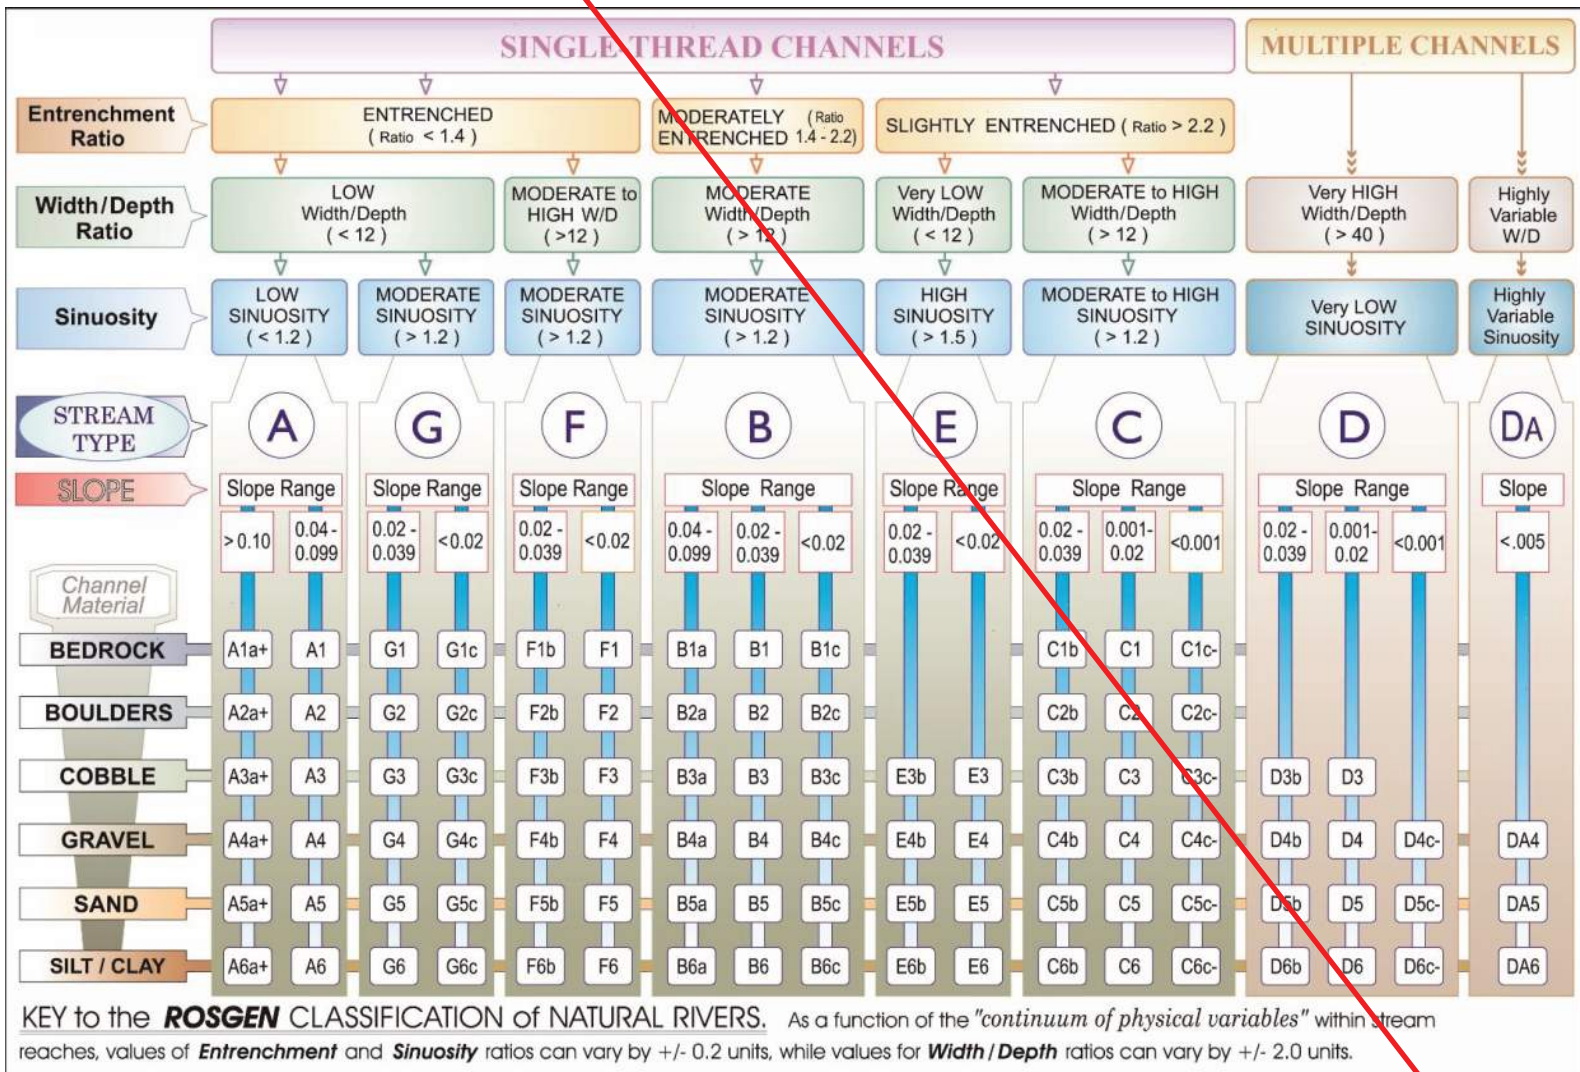 SINGLE-THREAD CHANNELS
MULTIPLE CHANNELS
Entrenchment
Ratio
ENTRENCHED
( Ratio < 1.4 )
MODERATELY ( Ratio
ENTRENCHED 1.4 - 2.2)
SLIGHTLY ENTRENCHED ( Ratio > 2.2 )
Width/Depth
Ratio
LOW
Width/Depth
( < 12 )
MODERATE to
HIGH W/D
( >12 )
MODERATE
Width/Depth
( > 12 )
Very LOW
Width/Depth
( < 12 )
MODERATE to HIGH
Width/Depth
( > 12 )
Very HIGH
Width/Depth
( > 40 )
Highly
Variable
W/D
Sinuosity
LOW
SINUOSITY
( < 1.2 )
MODERATE
SINUOSITY
( > 1.2 )
MODERATE
SINUOSITY
( > 1.2 )
MODERATE
SINUOSITY
( > 1.2 )
HIGH
SINUOSITY
( > 1.5 )
MODERATE to HIGH
SINUOSITY
( > 1.2 )
Very LOW
SINUOSITY
Highly
Variable
Sinuosity
STREAM
TYPE
A G F B E C D DA
SLOPE
Slope Range Slope Range Slope Range Slope Range Slope Range Slope Range Slope Range Slope
> 0.10
0.04 -
0.099
0.02 -
0.039
<0.02
0.02 -
0.039
<0.02
0.04 -
0.099
0.02 -
0.039
<0.02
0.02 -
0.039
<0.02
0.02 -
0.039
0.001-
0.02
<0.001
0.02 -
0.039
0.001-
0.02
<0.001
<.005
Channel
Material
BEDROCK A1a+ A1 G1 G1c F1b F1 B1a B1 B1c C1b C1 C1c-
BOULDERS A2a+ A2 G2 G2c F2b F2 B2a B2 B2c C2b C2 C2c-
COBBLE A3a+ A3 G3 G3c F3b F3 B3a B3 B3c E3b E3 C3b C3 C3c- D3b D3
GRAVEL A4a+ A4 G4 G4c F4b F4 B4a B4 B4c E4b E4 C4b C4 C4c- D4b D4 D4c- DA4
SAND A5a+ A5 G5 G5c F5b F5 B5a B5 B5c E5b E5 C5b C5 C5c- D5b D5 D5c- DA5
SILT / CLAY A6a+ A6 G6 G6c F6b F6 B6a B6 B6c E6b E6 C6b C6 C6c- D6b D6 D6c- DA6
KEY to the ROSGEN CLASSIFICATION of NATURAL RIVERS. As a function of the "continuum of physical variables" within stream
reaches, values of Entrenchment and Sinuosity ratios can vary by +/- 0.2 units, while values for Width / Depth ratios can vary by +/- 2.0 units.